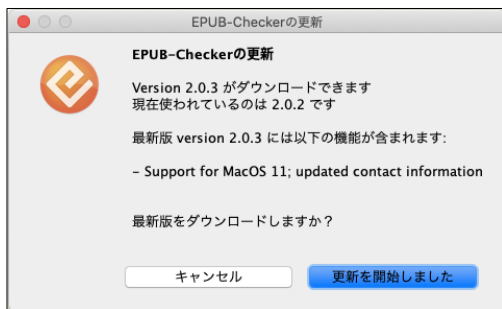 EPUB-Checkerの更新
EPUB-Checkerの更新
Version 2.0.3 がダウンロードできます
現在使われているのは 2.0.2 です
最新版 version 2.0.3 には以下の機能が含まれます:
- Support for MacOS 11; updated contact information
最新版をダウンロードしますか？
キャンセル
更新を開始しました